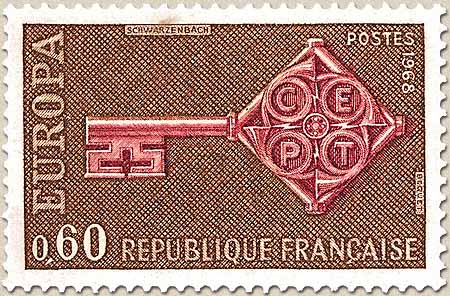 SCHWARZENBACH
POSTES 1968
EUROPA
C E
P T
0,60 REPUBLIQUE FRANÇAISE